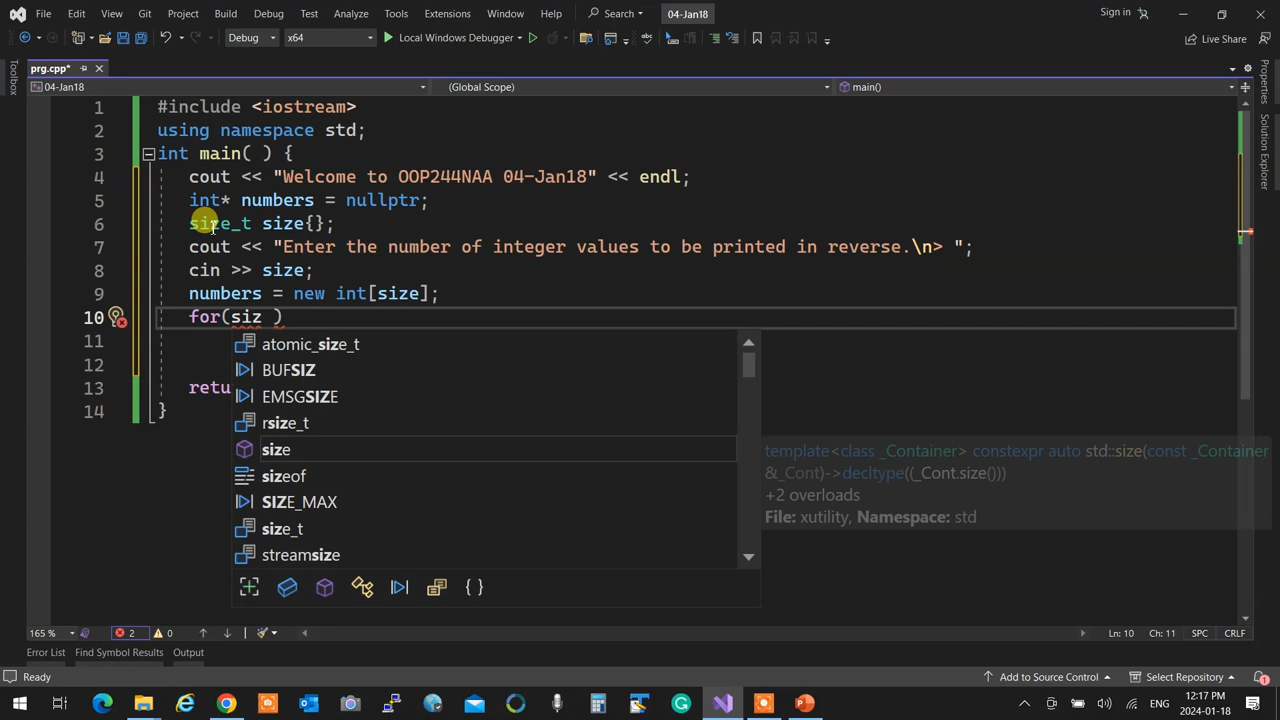 File Edit View Git Project Build Debug Test Analyze Tools Extensions Window Help Search 04-Jan18 Sign in
Debug x64 Local Windows Debugger Live Share
prg.cpp*
04-Jan18 (Global Scope) main()
Toolbox
Properties
Solution Explorer
1 #include <iostream>
2 using namespace std;
3 int main( ) {
4 cout << "Welcome to OOP244NAA 04-Jan18" << endl;
5 int* numbers = nullptr;
6 size_t size{};
7 cout << "Enter the number of integer values to be printed in reverse.\n> ";
8 cin >> size;
9 numbers = new int[size];
10 for(siz )
11
12
13 retu
14 }
atomic_size_t
BUFSIZ
EMSGSIZE
rsize_t
size
sizeof
SIZE_MAX
size_t
streamsize
template<class _Container> constexpr auto std::size(const _Container
&_Cont)->decltype((_Cont.size()))
+2 overloads
File: xutility, Namespace: std
165 % 2 0 Ln: 10 Ch: 11 SPC CRLF
Error List Find Symbol Results Output
Ready Add to Source Control Select Repository 1
ENG 12:17 PM
2024-01-18